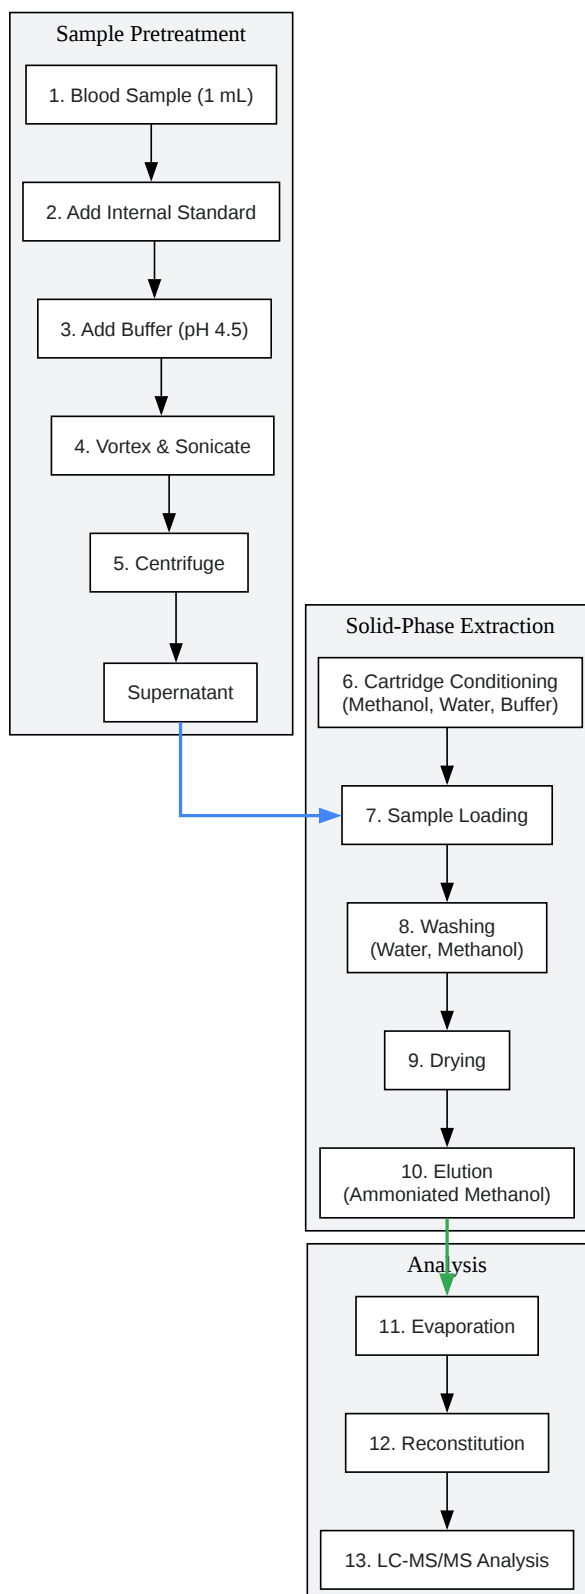 Sample Pretreatment
1. Blood Sample (1 mL)
2. Add Internal Standard
3. Add Buffer (pH 4.5)
4. Vortex & Sonicate
5. Centrifuge
Supernatant
Solid-Phase Extraction
6. Cartridge Conditioning
(Methanol, Water, Buffer)
7. Sample Loading
8. Washing
(Water, Methanol)
9. Drying
10. Elution
(Ammoniated Methanol)
Analysis
11. Evaporation
12. Reconstitution
13. LC-MS/MS Analysis